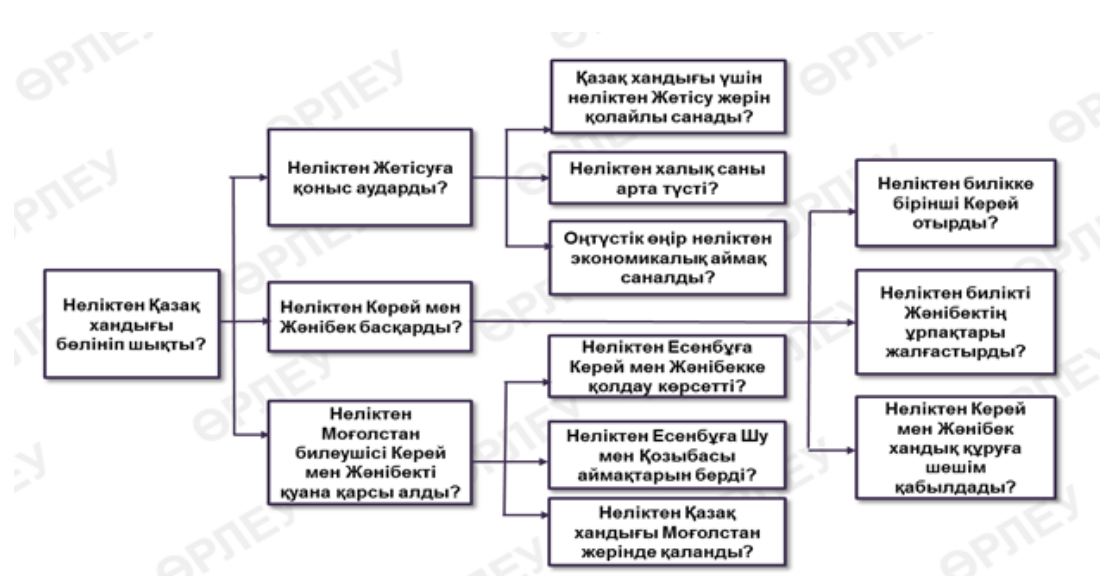 Неліктен Қазақ
хандығы
бөлініп шықты?
Неліктен Жетісуға
қоныс аударды?
Неліктен Керей мен
Жәнібек басқарды?
Неліктен
Моғолстан
билеушісі Керей
мен Жәнібекті
қуана қарсы алды?
Қазақ хандығы үшін
неліктен Жетісу жерін
қолайлы санады?
Неліктен халық саны
арта түсті?
Оңтүстік өңір неліктен
экономикалық аймақ
саналды?
Неліктен Есенбұға
Керей мен Жәнібекке
қолдау көрсетті?
Неліктен Есенбұға Шу
мен Қозыбасы
аймақтарын берді?
Неліктен Қазақ
хандығы Моғолстан
жерінде қаланды?
Неліктен билікке
бірінші Керей
отырды?
Неліктен билікті
Жәнібектің
ұрпақтары
жалғастырды?
Неліктен Керей
мен Жәнібек
хандық құруға
шешім
қабылдады?
ӨРЛЕУ